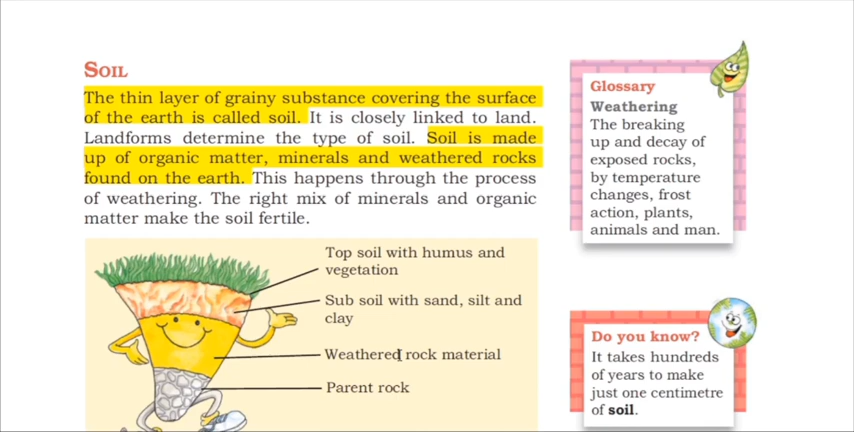 SOIL
The thin layer of grainy substance covering the surface
of the earth is called soil. It is closely linked to land.
Landforms determine the type of soil. Soil is made
up of organic matter, minerals and weathered rocks
found on the earth. This happens through the process
of weathering. The right mix of minerals and organic
matter make the soil fertile.
Top soil with humus and
vegetation
Sub soil with sand, silt and
clay
Weathered rock material
Parent rock
Glossary
Weathering
The breaking
up and decay of
exposed rocks,
by temperature
changes, frost
action, plants,
animals and man.
Do you know?
It takes hundreds
of years to make
just one centimetre
of soil.